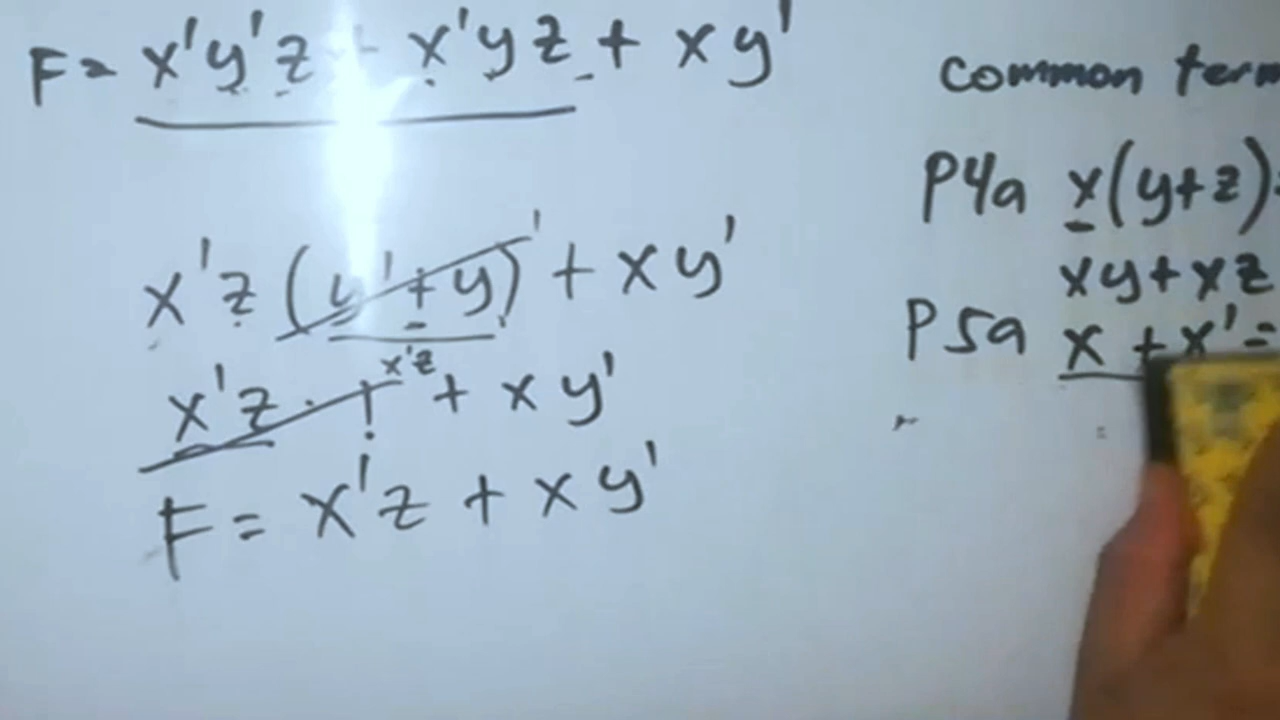 F= x'y'z + x'yz + xy'
x'z (y'+y)' + xy'
x'z
x'z · 1 + xy'
F = x'z + xy'
common term
P4a x(y+z)=
xy+xz
P5a x + x' =